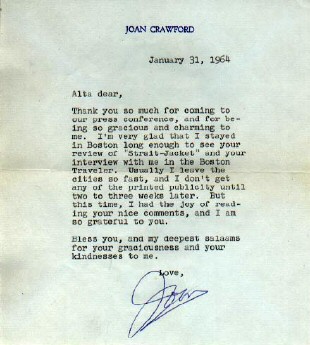 JOAN CRAWFORD
January 31, 1964
Alta dear,
Thank you so much for coming to
our press conference, and for be-
ing so gracious and charming to
me. I'm very glad that I stayed
in Boston long enough to see your
review of "Strait-Jacket" and your
interview with me in the Boston
Traveler. Usually I leave the
cities so fast, and I don't get
any of the printed publicity until
two to three weeks later. But
this time, I had the joy of read-
ing your nice comments, and I am
so grateful to you.
Bless you, and my deepest salaams
for your graciousness and your
kindnesses to me.
Love,
Joan